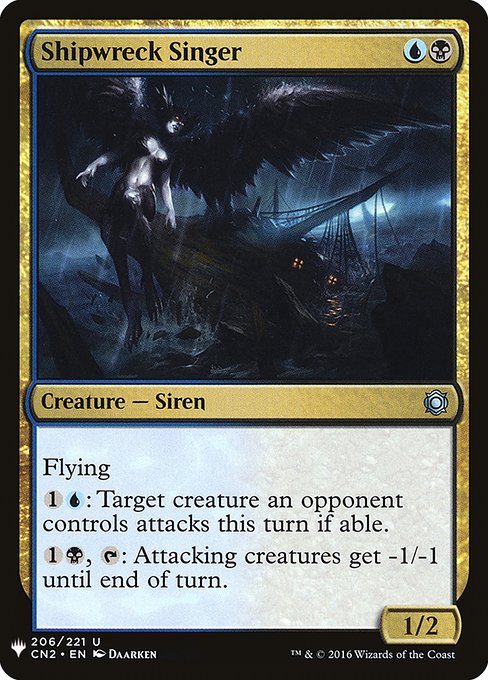 Shipwreck Singer
Creature — Siren
Flying
1: Target creature an opponent
controls attacks this turn if able.
1, : Attacking creatures get -1/-1
until end of turn.
1/2
206/221 U
CN2 • EN Daarken
™ & © 2016 Wizards of the Coast